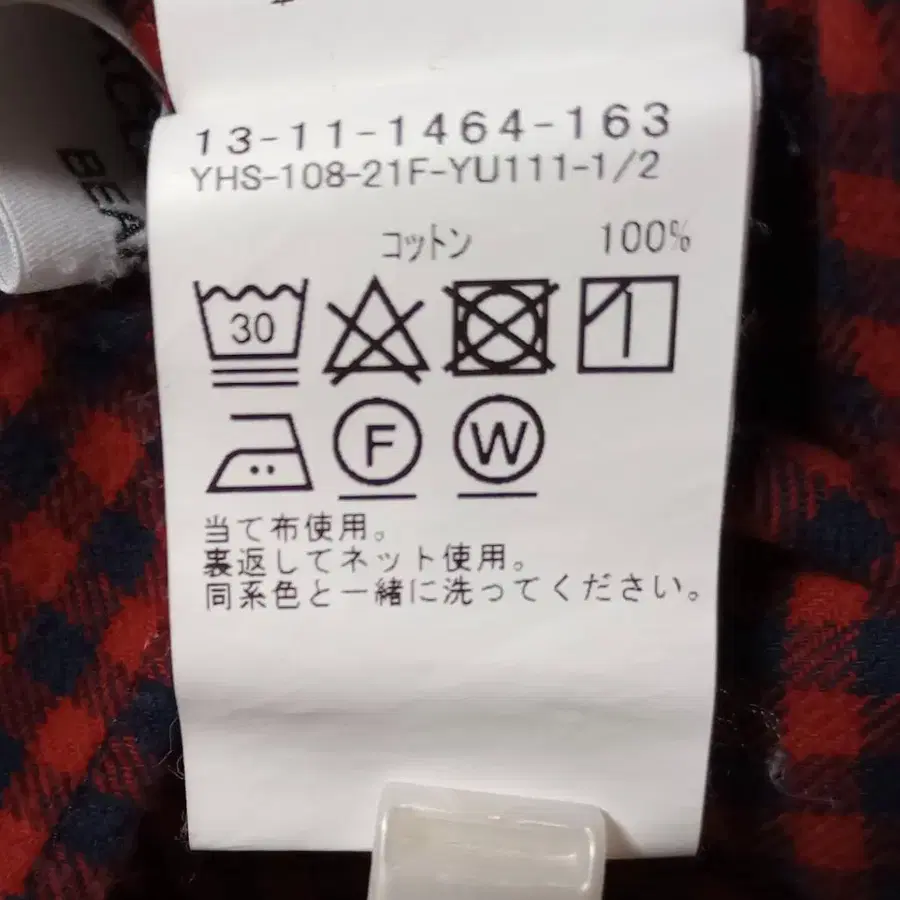 13-11-1464-163
YHS-108-21F-YU111-1/2
コットン 100%
30
F W
当て布使用。
裏返してネット使用。
同系色と一緒に洗ってください。